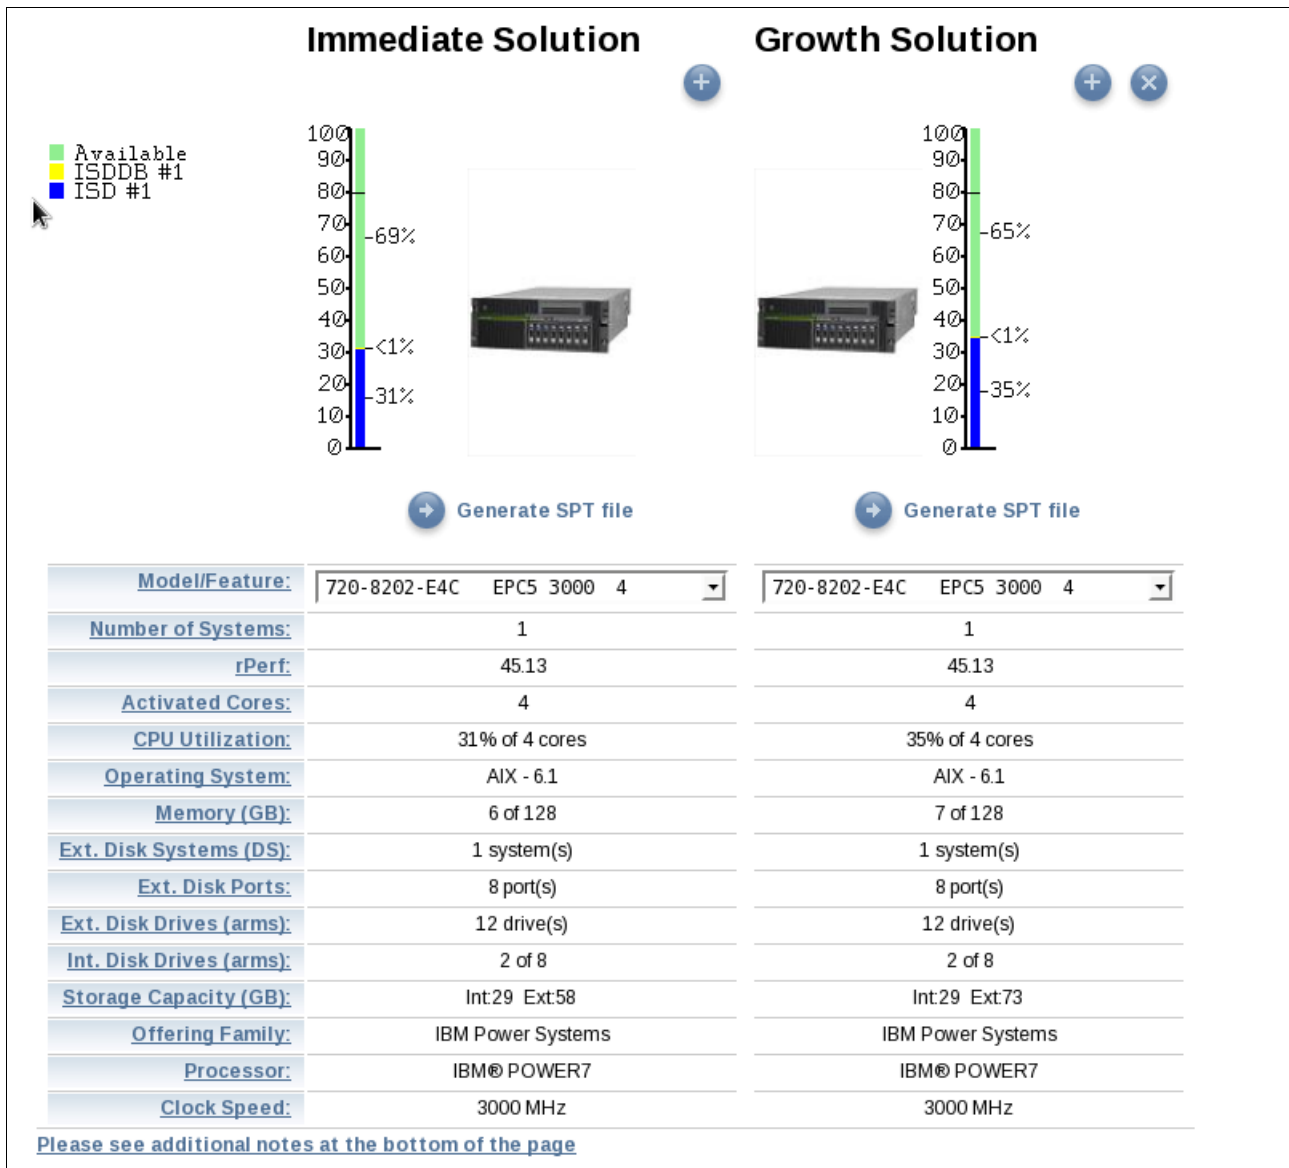 Immediate Solution Growth Solution
Available
ISDDB #1
ISD #1
100
90
80
70
60
50
40
30
20
10
0
69%
<1%
31%
100
90
80
70
60
50
40
30
20
10
0
65%
<1%
35%
Generate SPT file Generate SPT file
Model/Feature: 720-8202-E4C EPC5 3000 4 720-8202-E4C EPC5 3000 4
Number of Systems: 1 1
rPerf: 45.13 45.13
Activated Cores: 4 4
CPU Utilization: 31% of 4 cores 35% of 4 cores
Operating System: AIX - 6.1 AIX - 6.1
Memory (GB): 6 of 128 7 of 128
Ext. Disk Systems (DS): 1 system(s) 1 system(s)
Ext. Disk Ports: 8 port(s) 8 port(s)
Ext. Disk Drives (arms): 12 drive(s) 12 drive(s)
Int. Disk Drives (arms): 2 of 8 2 of 8
Storage Capacity (GB): Int:29 Ext:58 Int:29 Ext:73
Offering Family: IBM Power Systems IBM Power Systems
Processor: IBM® POWER7 IBM® POWER7
Clock Speed: 3000 MHz 3000 MHz
Please see additional notes at the bottom of the page